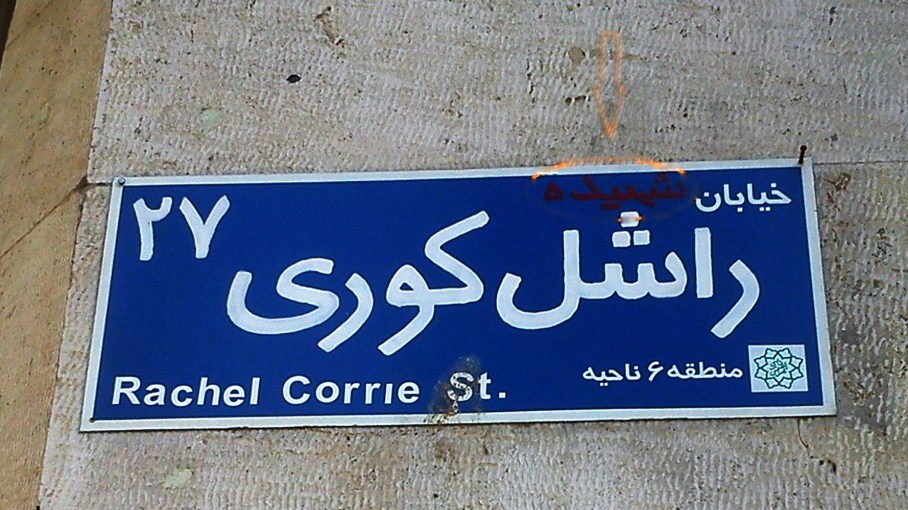 خیابان شهیده
راشل کوری
۲۷
منطقه ۶ ناحیه
Rachel Corrie St.